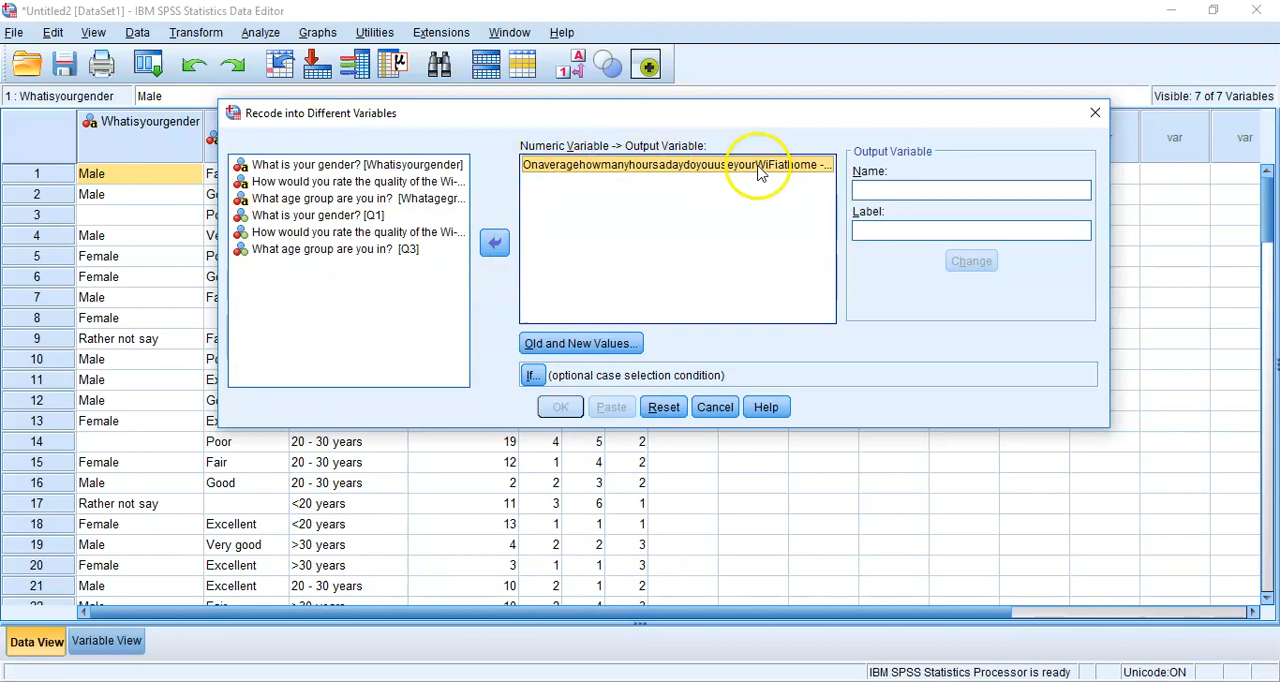 *Untitled2 [DataSet1] - IBM SPSS Statistics Data Editor
File Edit View Data Transform Analyze Graphs Utilities Extensions Window Help
1 : Whatisyourgender Male Visible: 7 of 7 Variables
Whatisyourgender var var
Recode into Different Variables
What is your gender? [Whatisyourgender]
How would you rate the quality of the Wi-...
What age group are you in? [Whatagegr...
What is your gender? [Q1]
How would you rate the quality of the Wi-...
What age group are you in? [Q3]
Numeric Variable -> Output Variable:
OnaveragehowmanyhoursadaydoyouuseyourWiFiathome -...
Output Variable
Name:
Label:
Change
Old and New Values...
If... (optional case selection condition)
OK Paste Reset Cancel Help
1 Male Fa
2 Male G
3 Po
4 Male Ve
5 Female Po
6 Female G
7 Male Fa
8 Female
9 Rather not say Fa
10 Male Po
11 Male Ex
12 Male G
13 Female Ex
14 Poor 20 - 30 years 19 4 5 2
15 Female Fair 20 - 30 years 12 1 4 2
16 Male Good 20 - 30 years 2 2 3 2
17 Rather not say <20 years 11 3 6 1
18 Female Excellent <20 years 13 1 1 1
19 Male Very good >30 years 4 2 2 3
20 Female Excellent >30 years 3 1 1 3
21 Male Excellent 20 - 30 years 10 2 1 2
Data View Variable View
IBM SPSS Statistics Processor is ready Unicode:ON